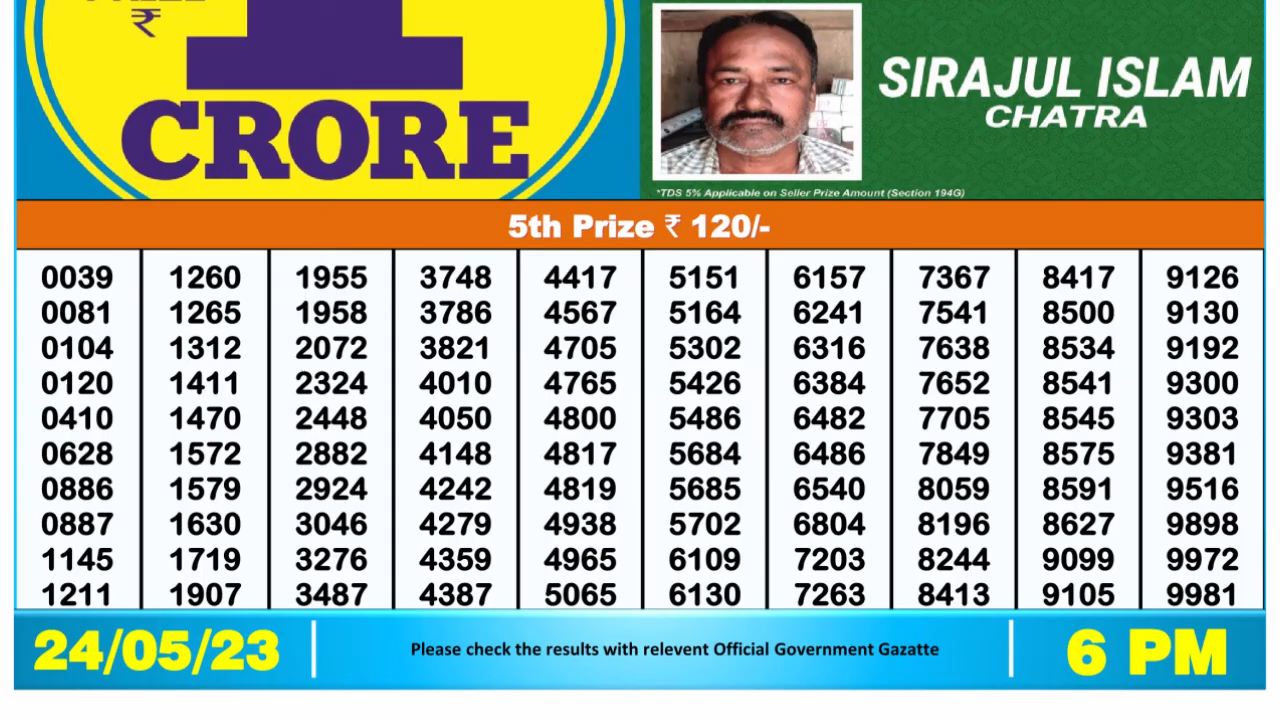 ₹
1
CRORE
SIRAJUL ISLAM
CHATRA
*TDS 5% Applicable on Seller Prize Amount (Section 194G)
5th Prize ₹ 120/-
0039 1260 1955 3748 4417 5151 6157 7367 8417 9126
0081 1265 1958 3786 4567 5164 6241 7541 8500 9130
0104 1312 2072 3821 4705 5302 6316 7638 8534 9192
0120 1411 2324 4010 4765 5426 6384 7652 8541 9300
0410 1470 2448 4050 4800 5486 6482 7705 8545 9303
0628 1572 2882 4148 4817 5684 6486 7849 8575 9381
0886 1579 2924 4242 4819 5685 6540 8059 8591 9516
0887 1630 3046 4279 4938 5702 6804 8196 8627 9898
1145 1719 3276 4359 4965 6109 7203 8244 9099 9972
1211 1907 3487 4387 5065 6130 7263 8413 9105 9981
24/05/23
Please check the results with relevent Official Government Gazatte
6 PM